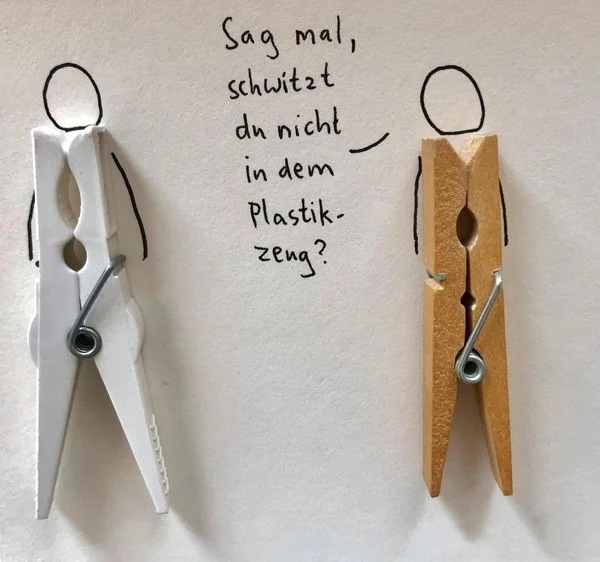 Sag mal,
schwitzt
du nicht
in dem
Plastik-
zeug?